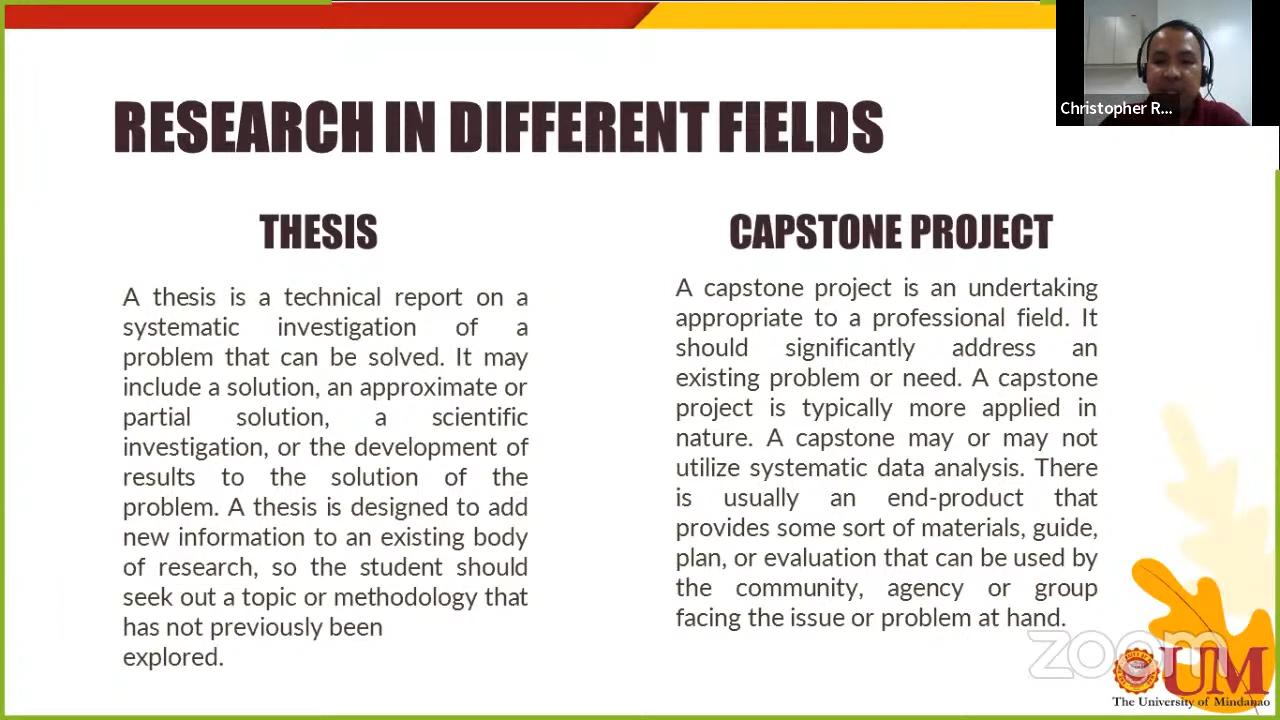 Christopher R...
RESEARCH IN DIFFERENT FIELDS
THESIS
A thesis is a technical report on a
systematic investigation of a
problem that can be solved. It may
include a solution, an approximate or
partial solution, a scientific
investigation, or the development of
results to the solution of the
problem. A thesis is designed to add
new information to an existing body
of research, so the student should
seek out a topic or methodology that
has not previously been
explored.
CAPSTONE PROJECT
A capstone project is an undertaking
appropriate to a professional field. It
should significantly address an
existing problem or need. A capstone
project is typically more applied in
nature. A capstone may or may not
utilize systematic data analysis. There
is usually an end-product that
provides some sort of materials, guide,
plan, or evaluation that can be used by
the community, agency or group
facing the issue or problem at hand.
zoom
UM
The University of Mindanao